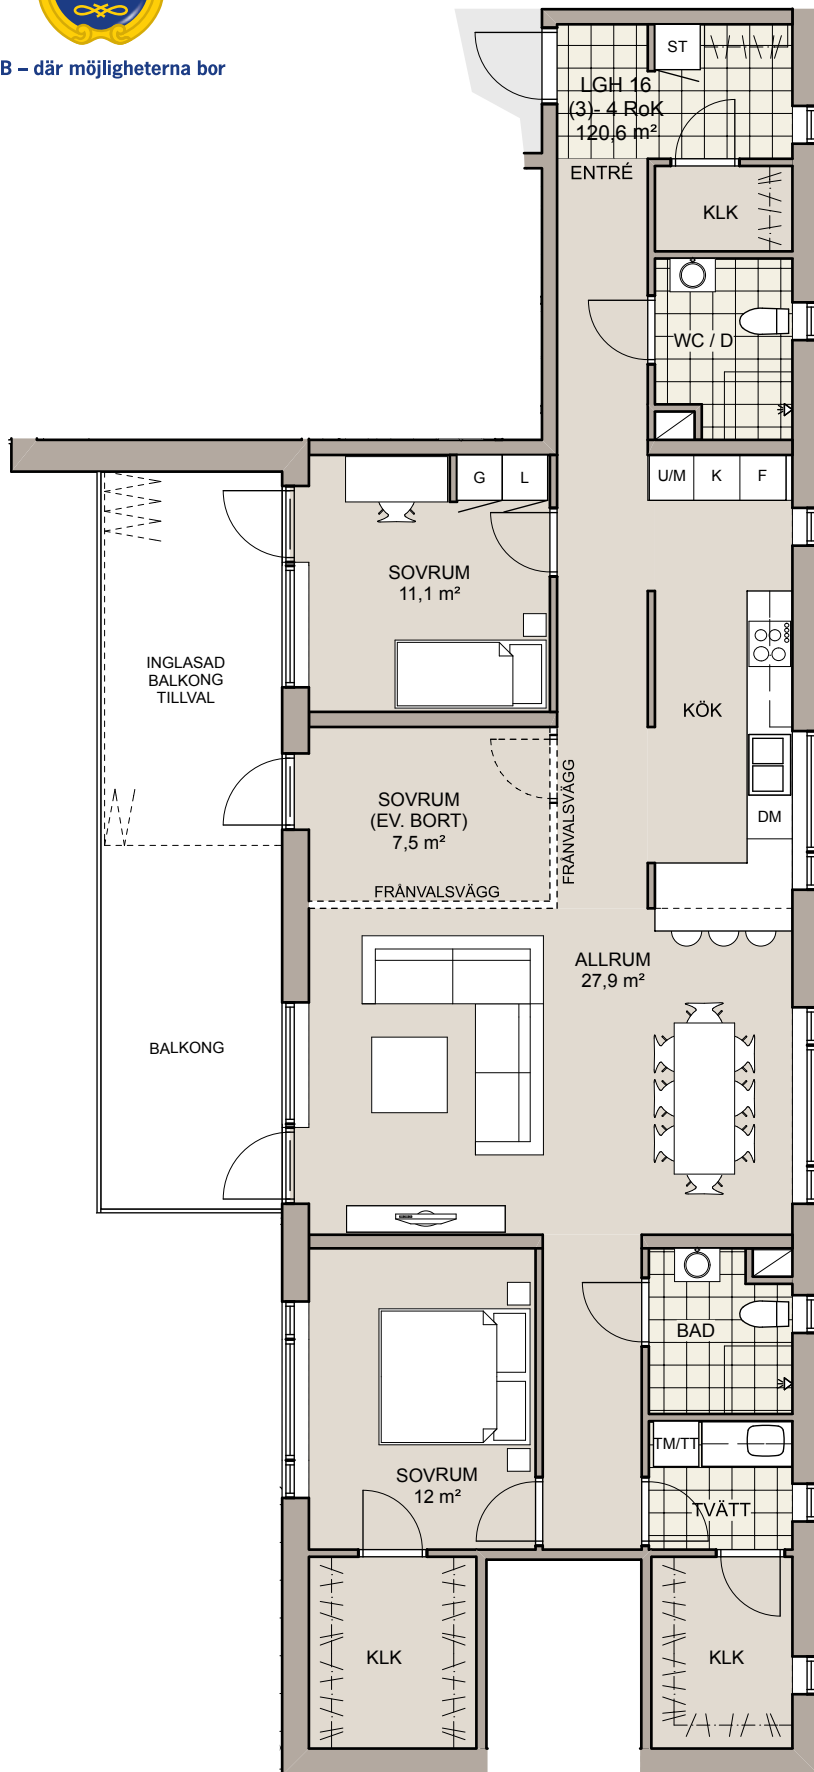 B – där möjligheterna bor
ST
LGH 16
(3)- 4 RoK
120,6 m²
ENTRÉ
KLK
WC / D
G
L
U/M
K
F
SOVRUM
11,1 m²
INGLASAD
BALKONG
TILLVAL
KÖK
SOVRUM
(EV. BORT)
7,5 m²
FRÅNVALSVÄGG
DM
FRÅNVALSVÄGG
ALLRUM
27,9 m²
BALKONG
BAD
TM/TT
SOVRUM
12 m²
TVÄTT
KLK
KLK